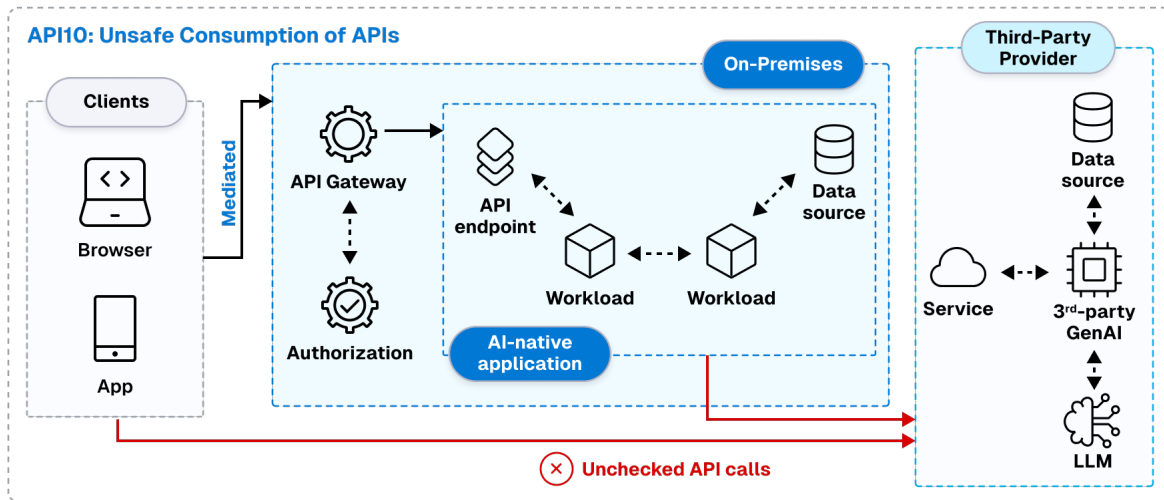 API10: Unsafe Consumption of APIs
Clients
Browser
App
Mediated
On-Premises
API Gateway
Authorization
API
endpoint
Workload
Workload
Data
source
AI-native
application
Third-Party
Provider
Data
source
Service
3rd-party
GenAI
LLM
Unchecked API calls